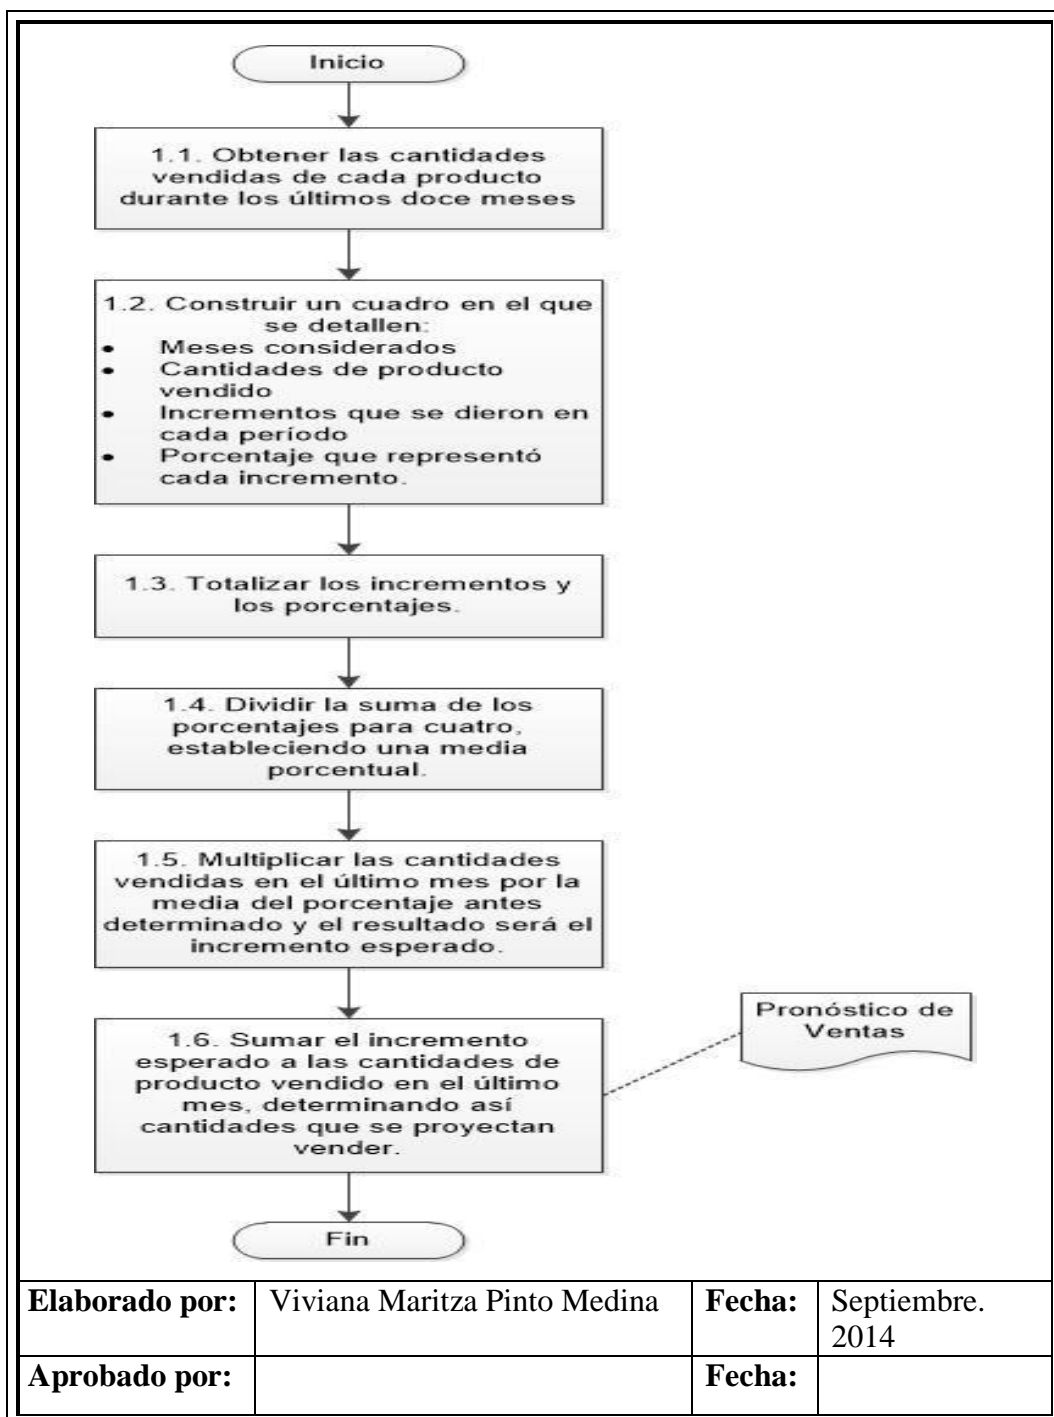 Inicio
1.1. Obtener las cantidades
vendidas de cada producto
durante los últimos doce meses
1.2. Construir un cuadro en el que
se detallen:
• Meses considerados
• Cantidades de producto
vendido
• Incrementos que se dieron en
cada período
• Porcentaje que representó
cada incremento.
1.3. Totalizar los incrementos y
los porcentajes.
1.4. Dividir la suma de los
porcentajes para cuatro,
estableciendo una media
porcentual.
1.5. Multiplicar las cantidades
vendidas en el último mes por la
media del porcentaje antes
determinado y el resultado será el
incremento esperado.
1.6. Sumar el incremento
esperado a las cantidades de
producto vendido en el último
mes, determinando así
cantidades que se proyectan
vender.
Pronóstico de
Ventas
Fin
Elaborado por: Viviana Maritza Pinto Medina Fecha: Septiembre.
2014
Aprobado por: Fecha: